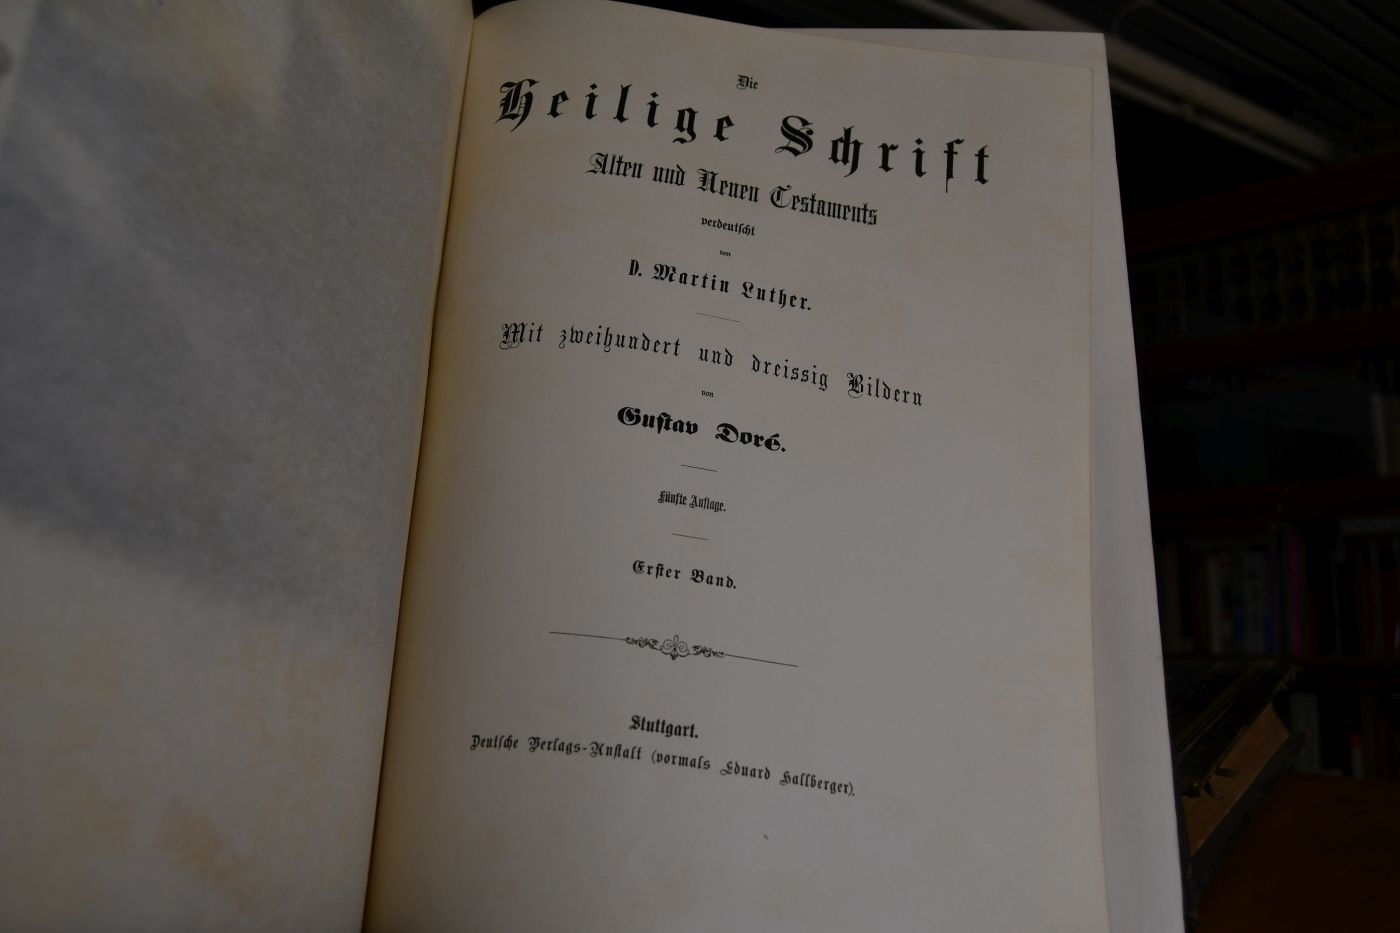 Die
Heilige Schrift
Alten und Neuen Testaments
verdeutſcht
von
D. Martin Luther.
Mit zweihundert und dreissig Bildern
von
Guſtav Doré.
Fünfte Auflage.
Erſter Band.
Stuttgart.
Deutſche Verlags-Anſtalt (vormals Eduard Hallberger).